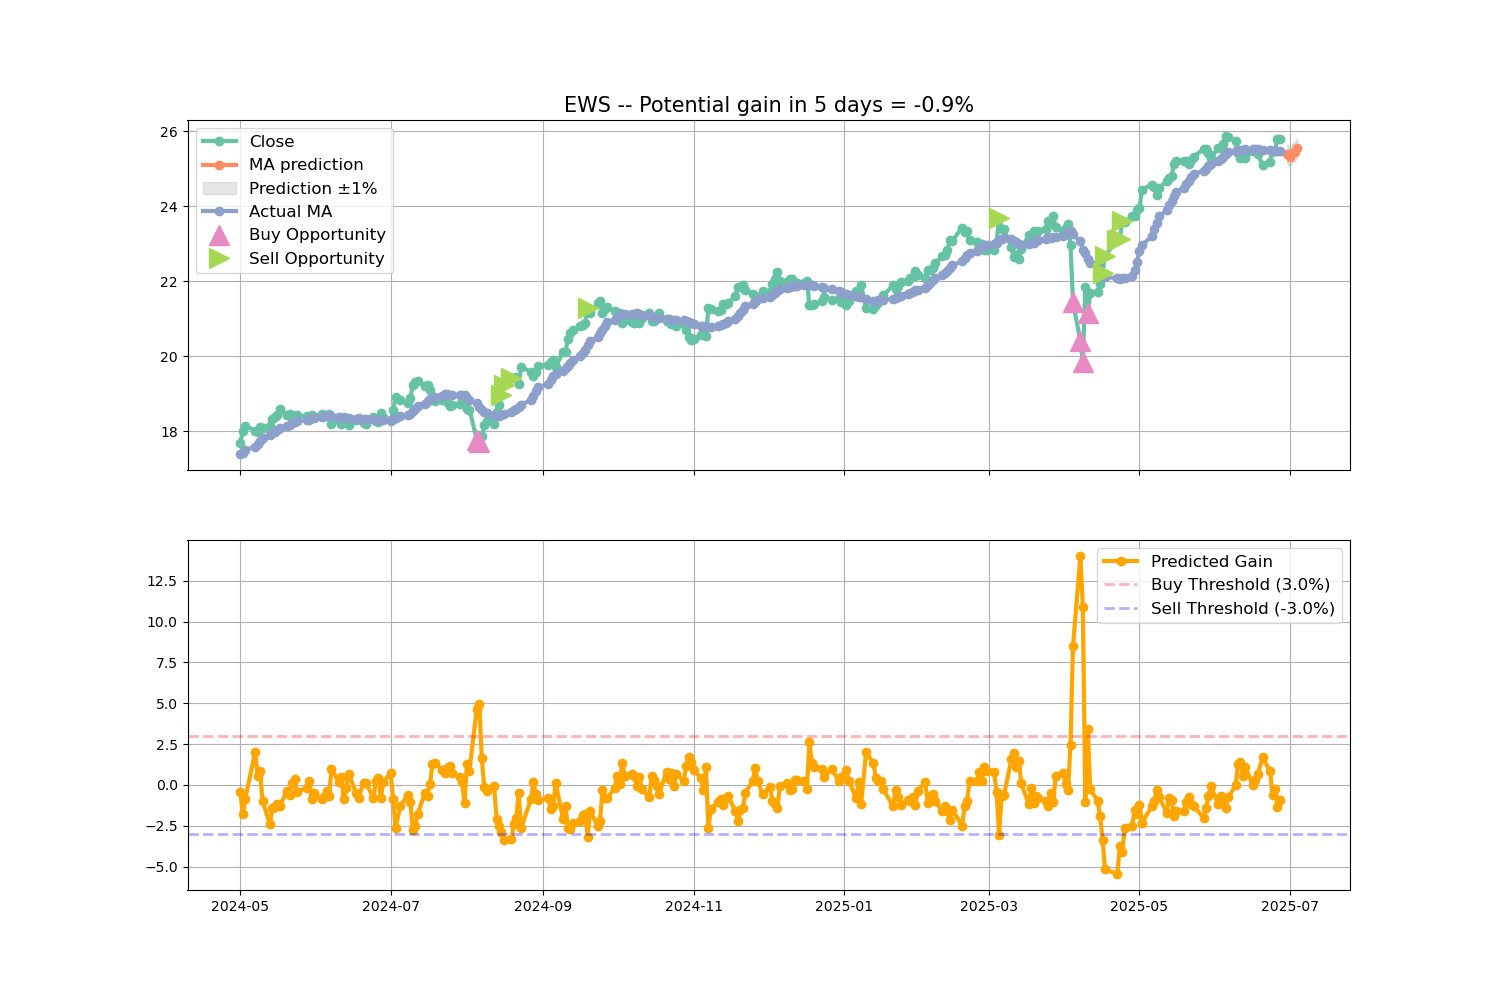 EWS -- Potential gain in 5 days = -0.9%
26
24
22
20
18
Close
MA prediction
Prediction ±1%
Actual MA
Buy Opportunity
Sell Opportunity
12.5
10.0
7.5
5.0
2.5
0.0
−2.5
−5.0
Predicted Gain
Buy Threshold (3.0%)
Sell Threshold (-3.0%)
2024-05
2024-07
2024-09
2024-11
2025-01
2025-03
2025-05
2025-07